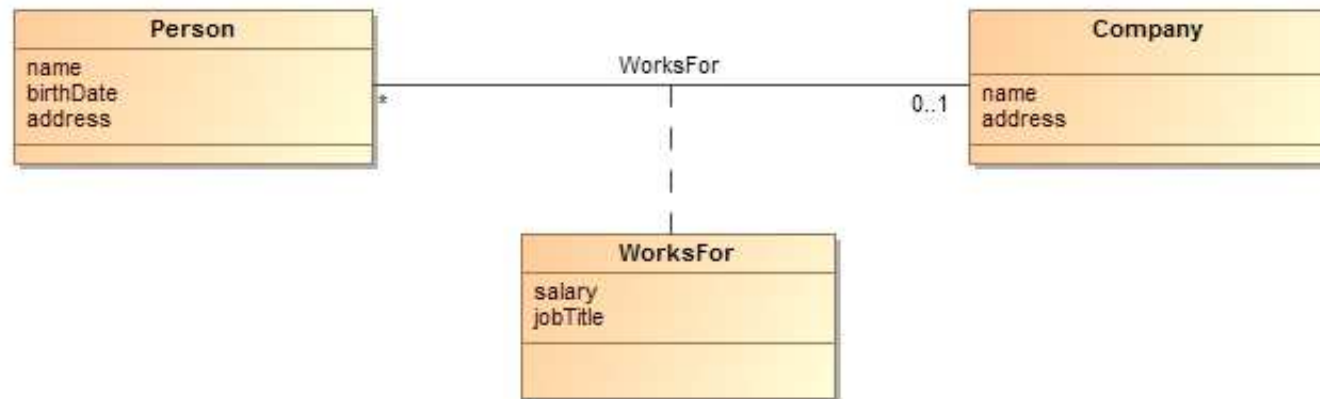 Person
name
birthDate
address
WorksFor
*
0..1
Company
name
address
WorksFor
salary
jobTitle